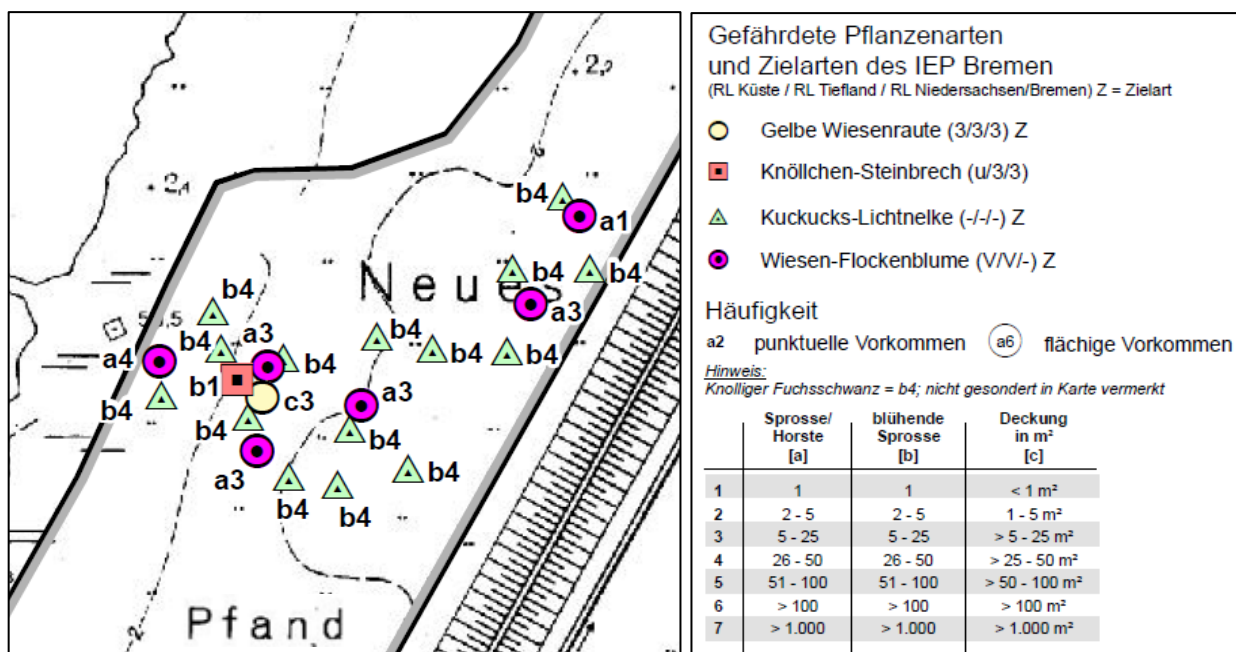 2,2
2
2,4
b4
a1
b4
b4
Neues
a3
b4
5,5
a3
b4
b4
b4
b4
b4
a4
b1
c3
a3
b4
b4
b4
b4
a3
b4
b4
2
Pfand
Gefährdete Pflanzenarten
und Zielarten des IEP Bremen
(RL Küste / RL Tiefland / RL Niedersachsen/Bremen) Z = Zielart
Gelbe Wiesenraute (3/3/3) Z
Knöllchen-Steinbrech (u/3/3)
Kuckucks-Lichtnelke (-/-/-) Z
Wiesen-Flockenblume (V/V/-) Z
Häufigkeit
a2 punktuelle Vorkommen a6 flächige Vorkommen
Hinweis:
Knolliger Fuchsschwanz = b4; nicht gesondert in Karte vermerkt
Sprosse/ blühende Deckung
Horste Sprosse in m²
[a] [b] [c]
1 1 1 < 1 m²
2 2 - 5 2 - 5 1 - 5 m²
3 5 - 25 5 - 25 > 5 - 25 m²
4 26 - 50 26 - 50 > 25 - 50 m²
5 51 - 100 51 - 100 > 50 - 100 m²
6 > 100 > 100 > 100 m²
7 > 1.000 > 1.000 > 1.000 m²